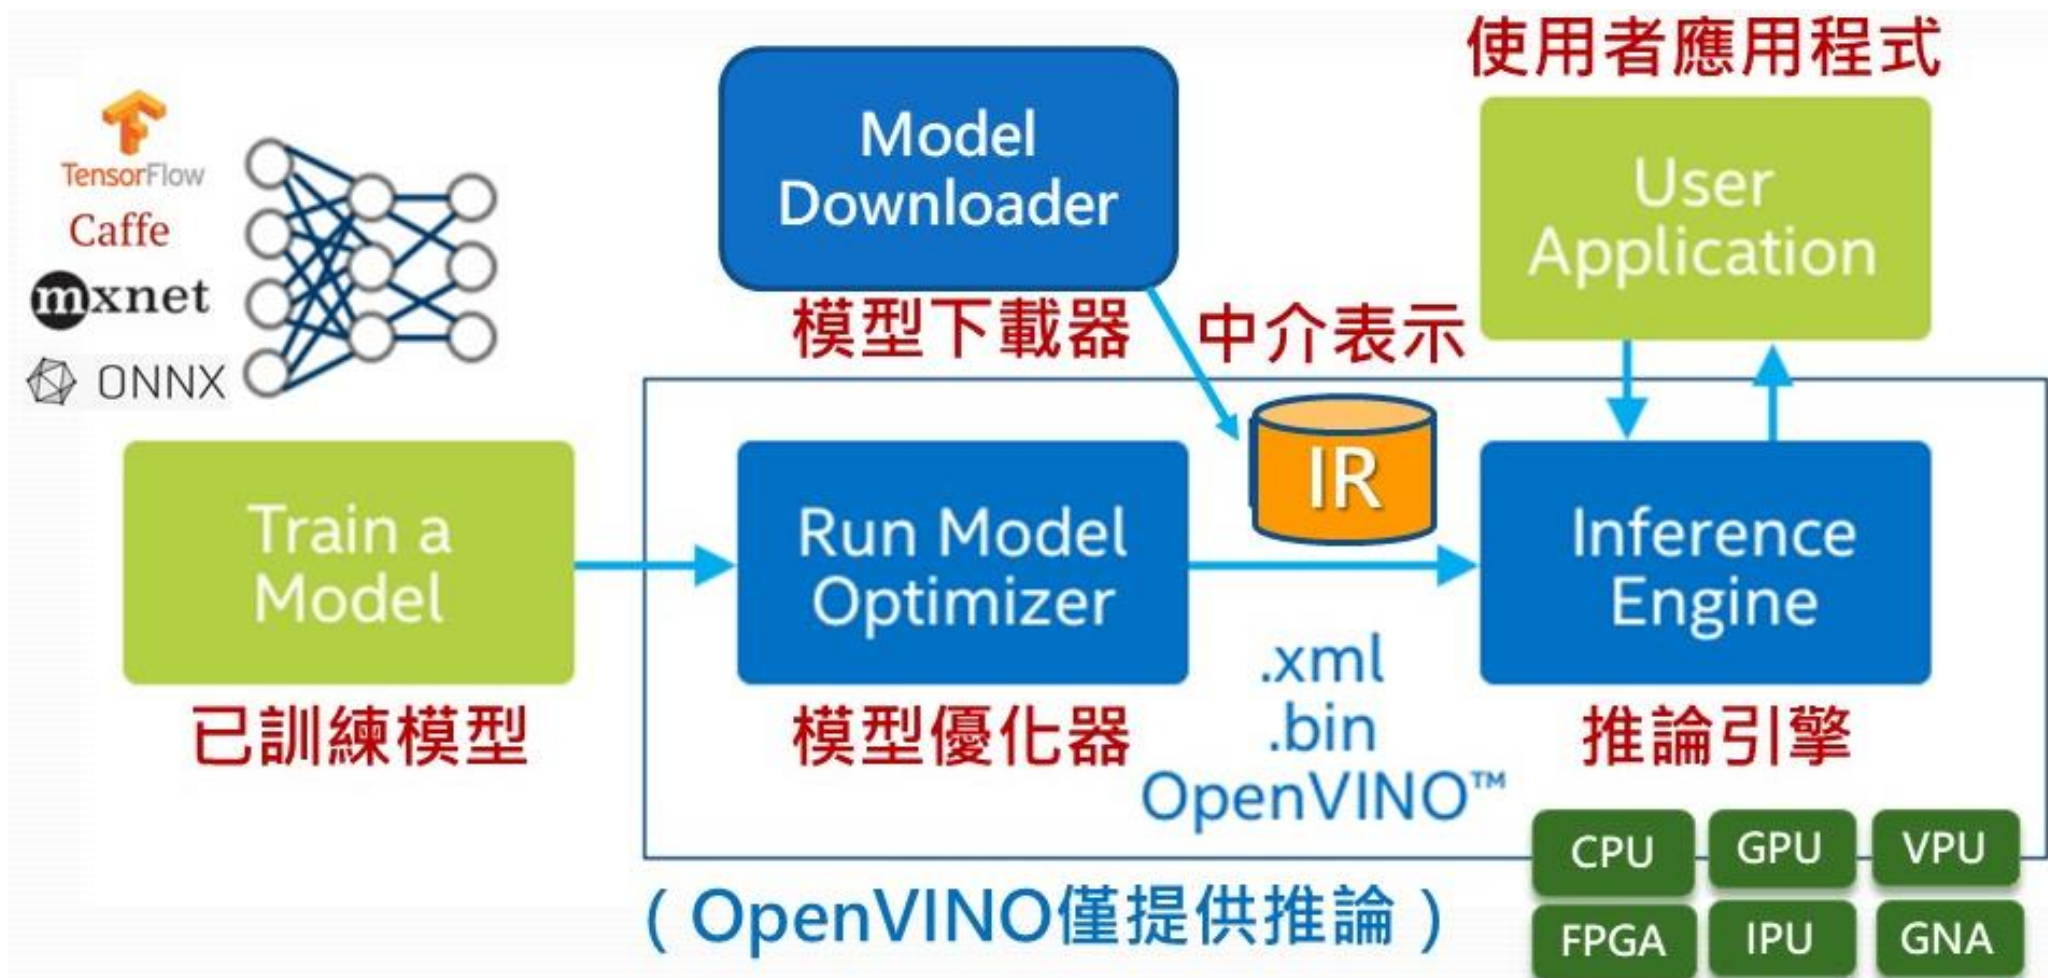 TensorFlow
Caffe
mxnet
ONNX
Model
Downloader
模型下載器
中介表示
使用者應用程式
User
Application
Train a
Model
已訓練模型
Run Model
Optimizer
模型優化器
IR
.xml
.bin
OpenVINO™
Inference
Engine
推論引擎
CPU
GPU
VPU
FPGA
IPU
GNA
(OpenVINO僅提供推論)